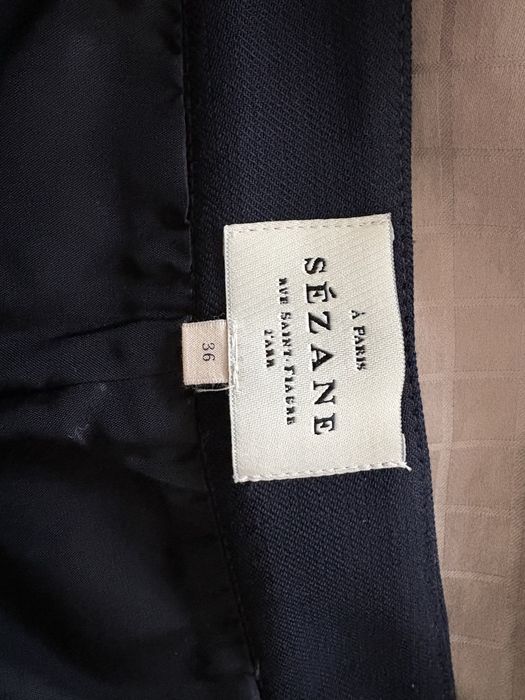 À PARIS
SÉZANE
RUE SAINT-FIACRE
2'ARR
36